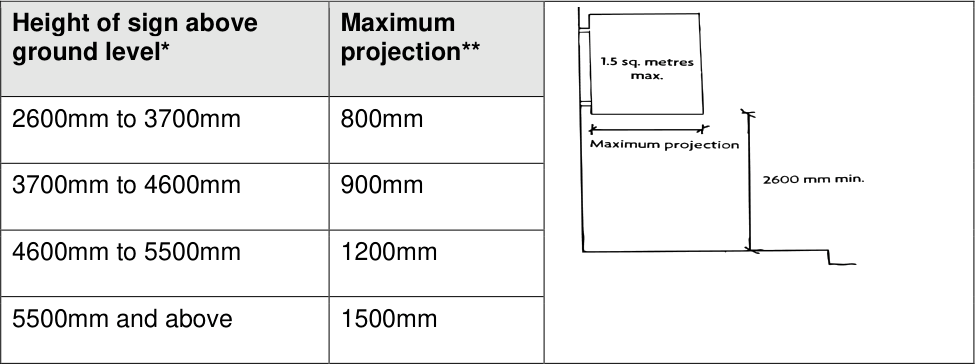 Height of sign above
ground level*
Maximum
projection**
2600mm to 3700mm
800mm
3700mm to 4600mm
900mm
4600mm to 5500mm
1200mm
5500mm and above
1500mm
1.5 sq. metres
max.
Maximum projection
2600 mm min.